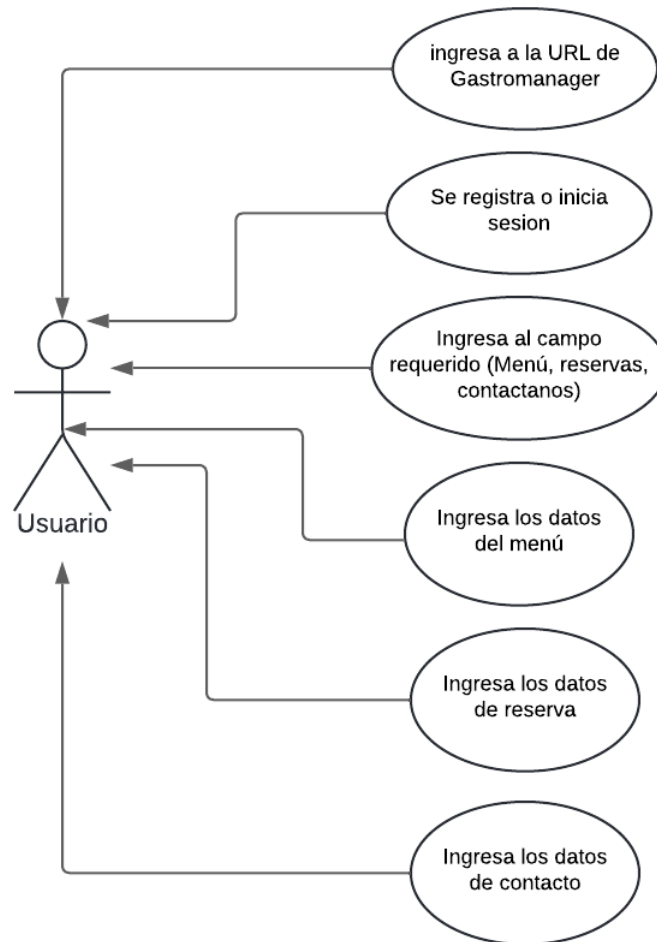 ingresa a la URL de
Gastromanager
Se registra o inicia
sesion
Ingresa al campo
requerido (Menú, reservas,
contactanos)
Ingresa los datos
del menú
Usuario
Ingresa los datos
de reserva
Ingresa los datos
de contacto